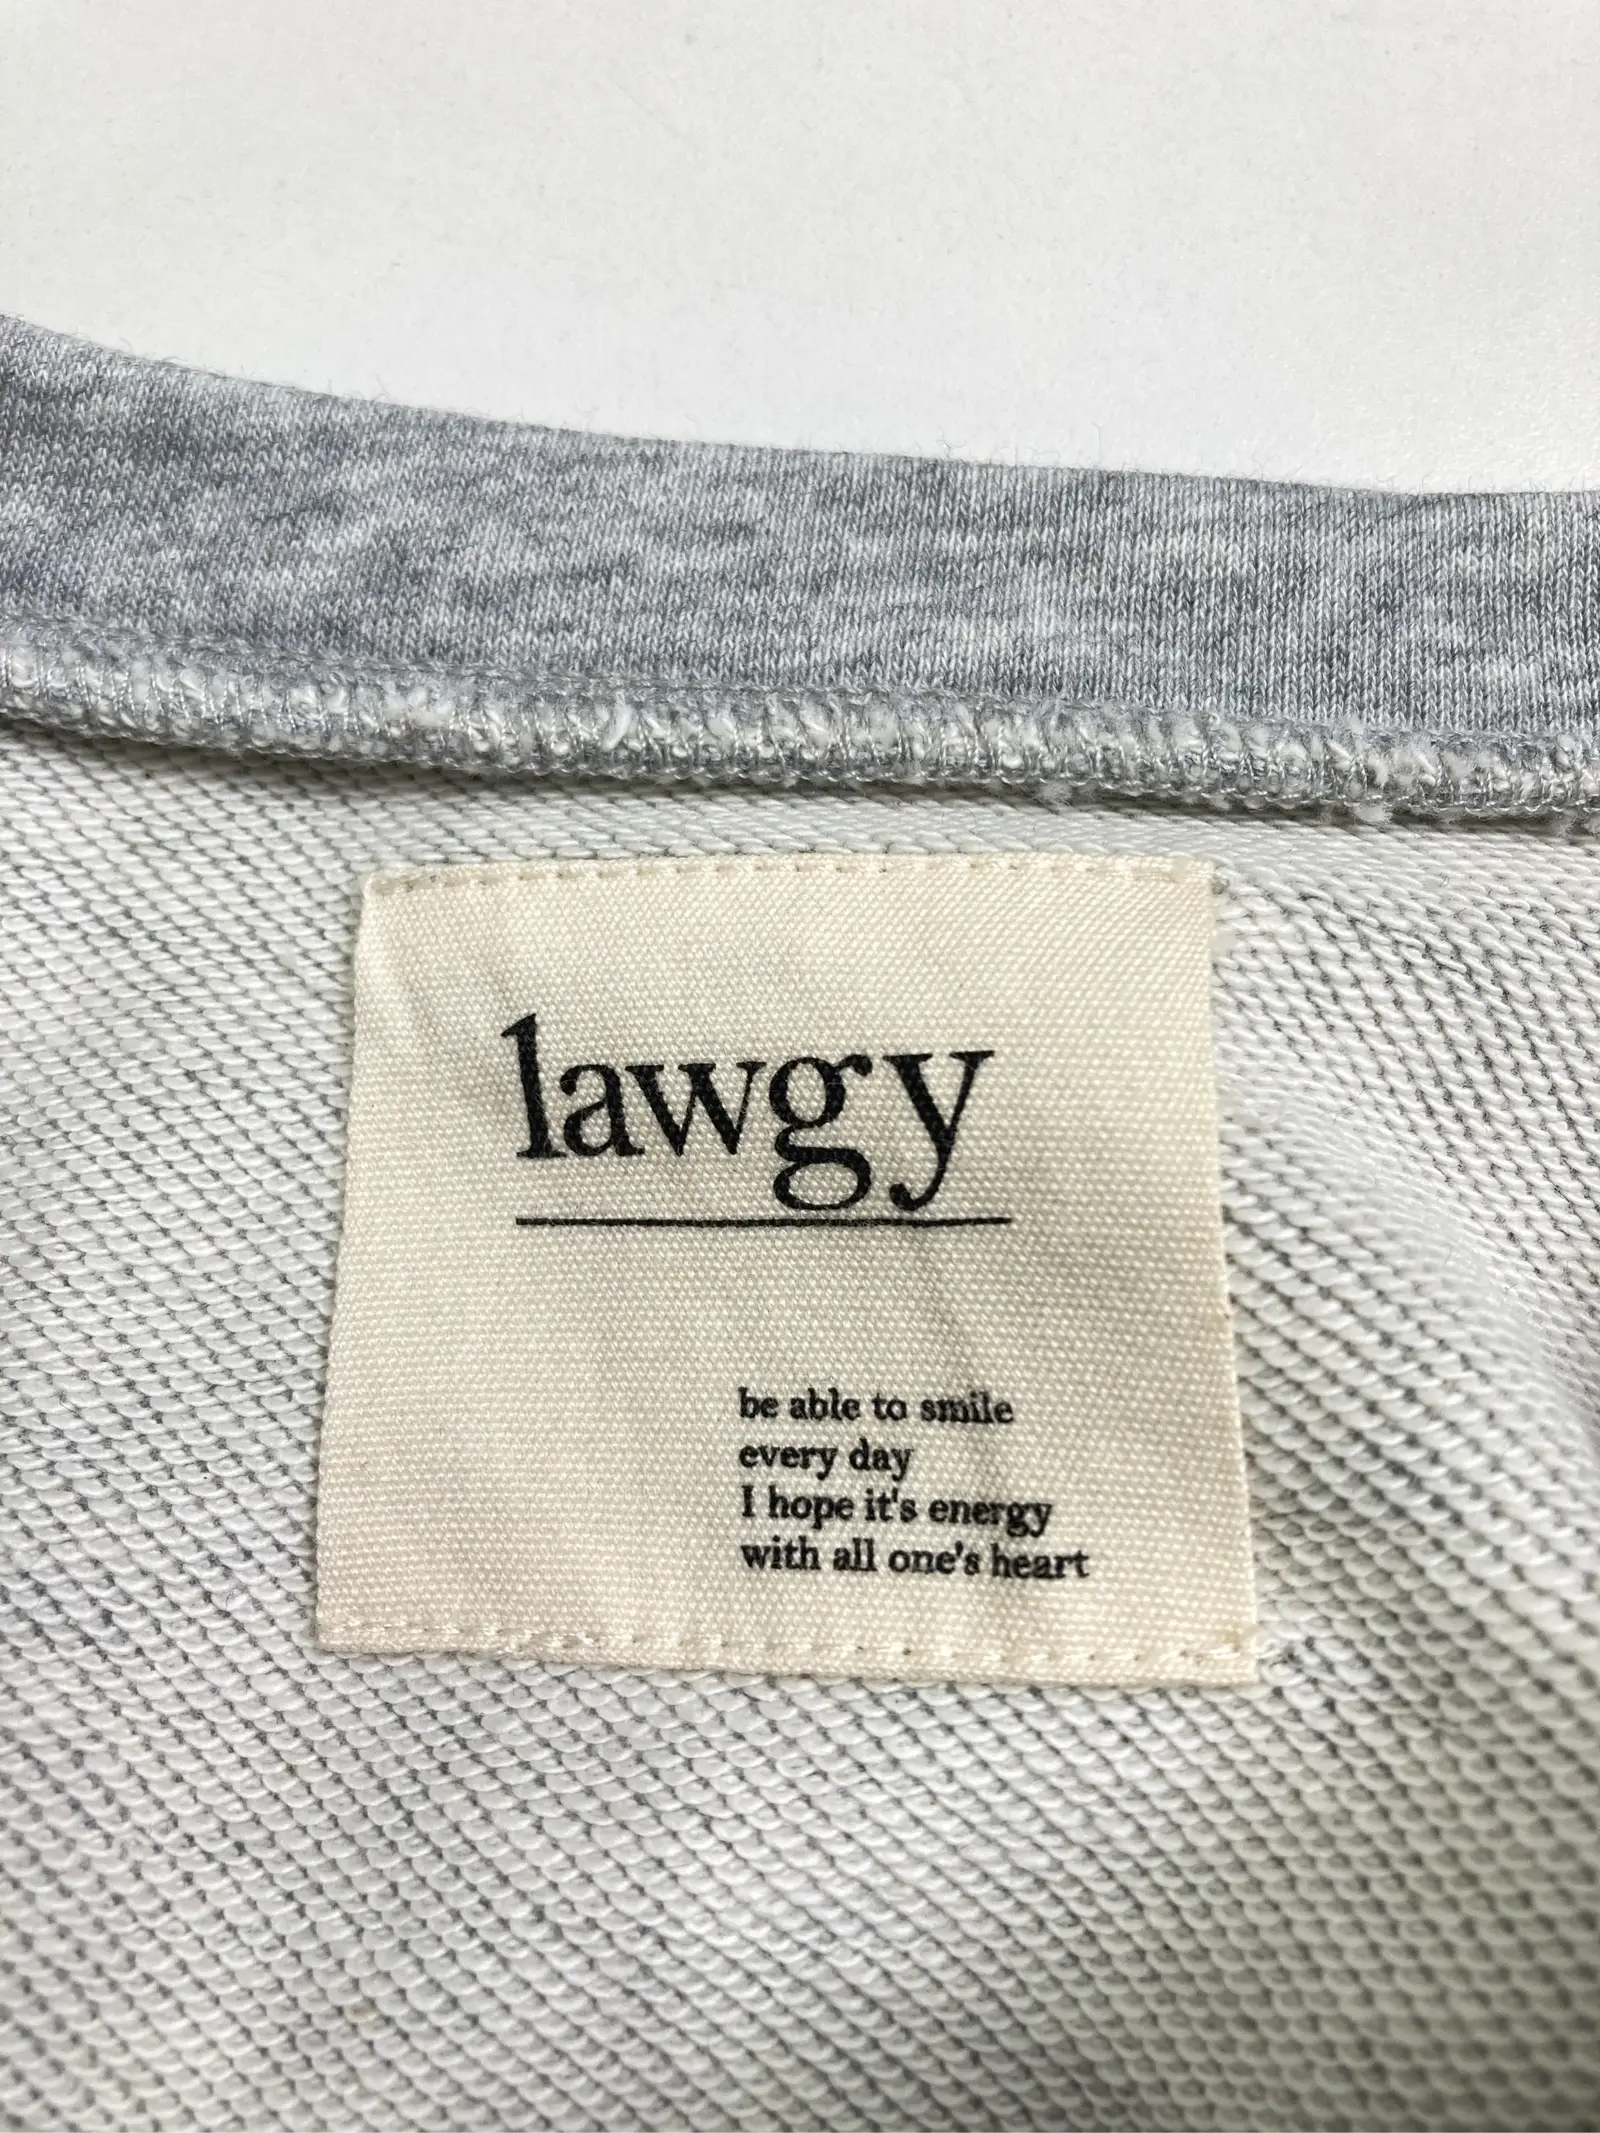 lawgy
be able to smile
every day
I hope it's energy
with all one's heart